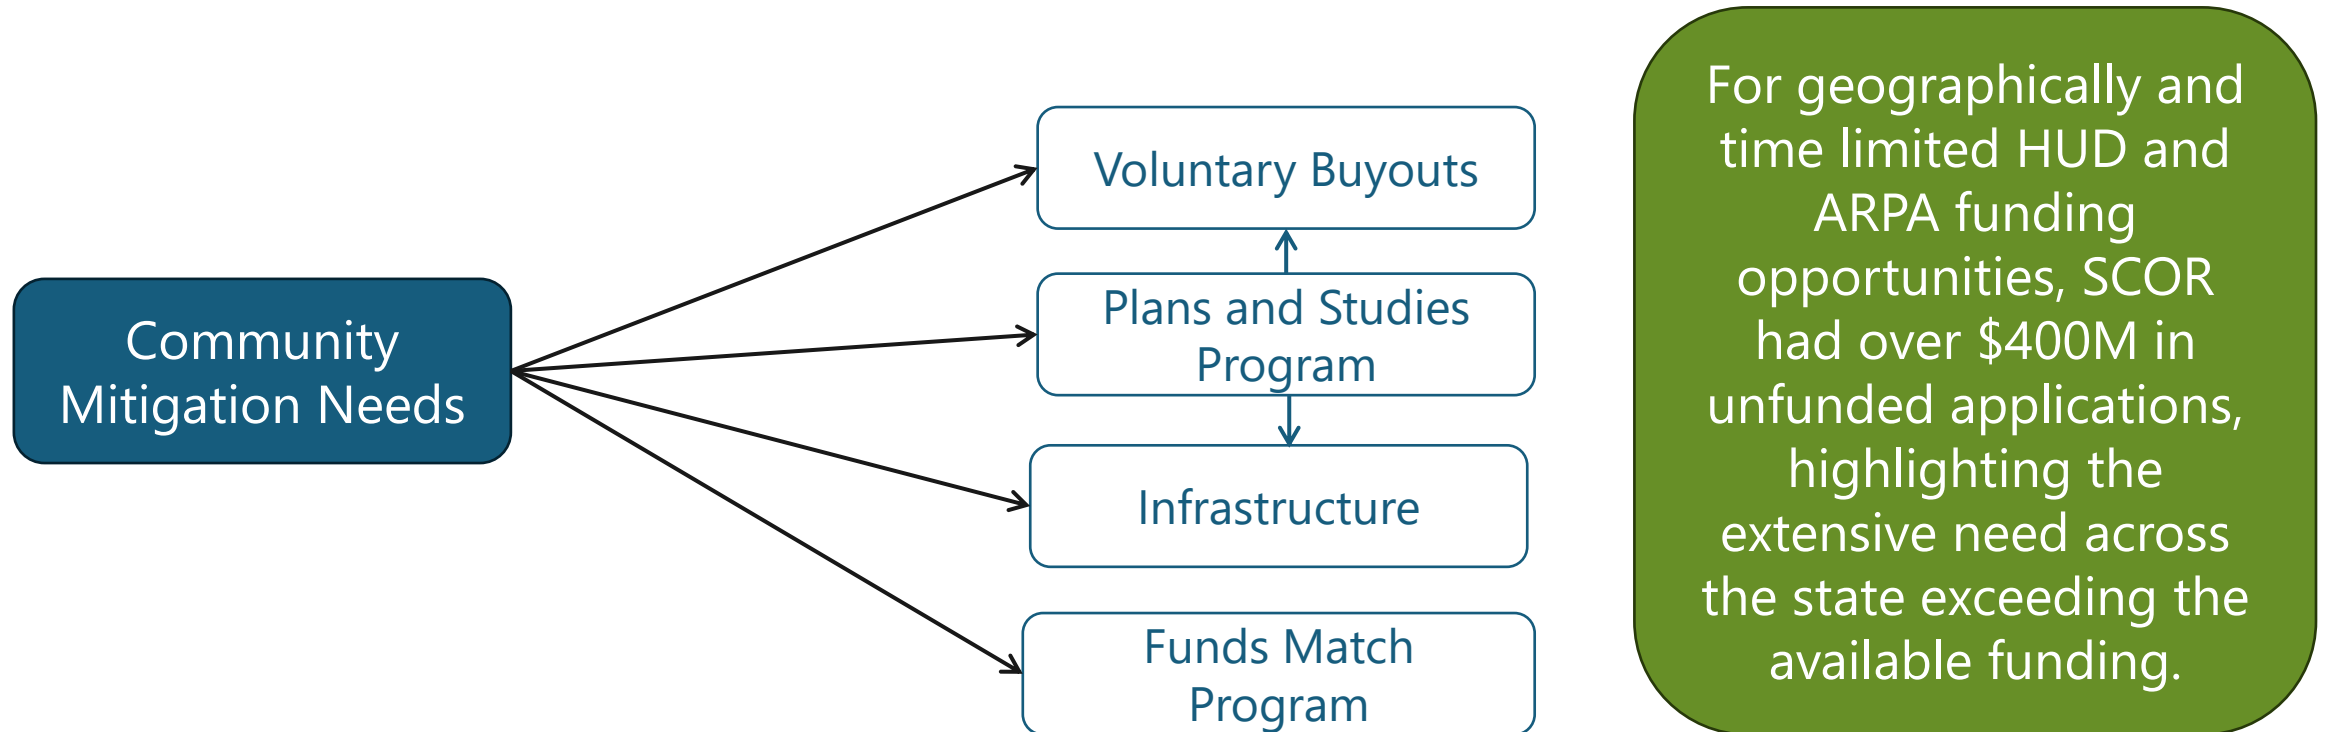 Community
Mitigation Needs
Voluntary Buyouts
Plans and Studies
Program
Infrastructure
Funds Match
Program
For geographically and
time limited HUD and
ARPA funding
opportunities, SCOR
had over $400M in
unfunded applications,
highlighting the
extensive need across
the state exceeding the
available funding.